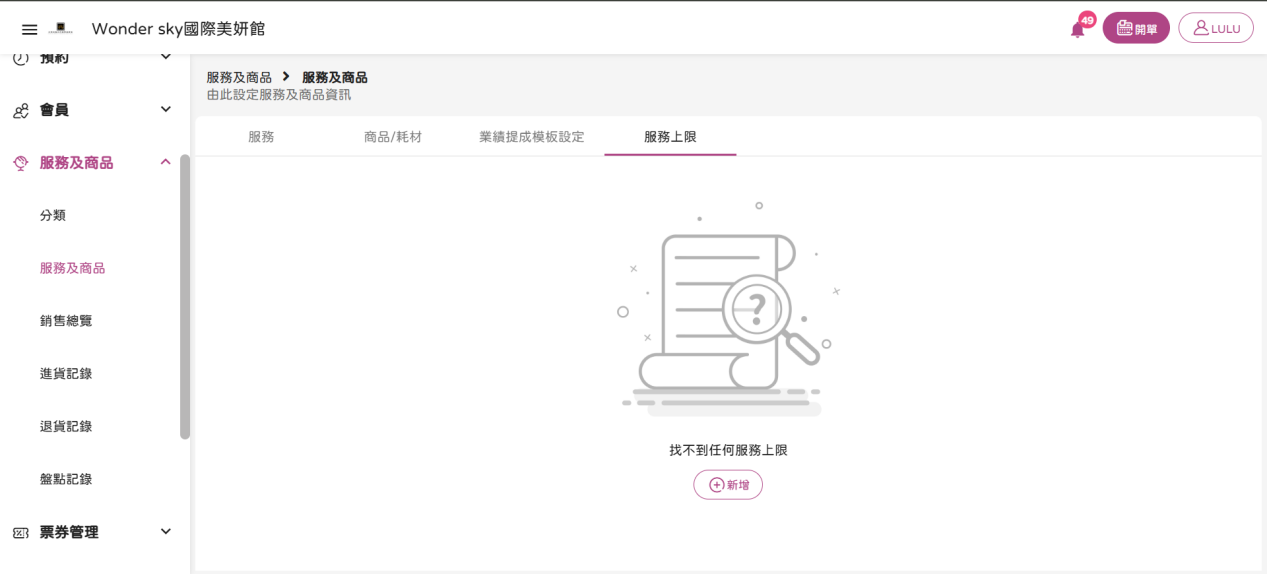 Wonder sky國際美妍館
49
開單
LULU
預約
會員
服務及商品
分類
服務及商品
銷售總覽
進貨記錄
退貨記錄
盤點記錄
票券管理
服務及商品 > 服務及商品
由此設定服務及商品資訊
服務 商品/耗材 業績提成模板設定 服務上限
?
找不到任何服務上限
新增